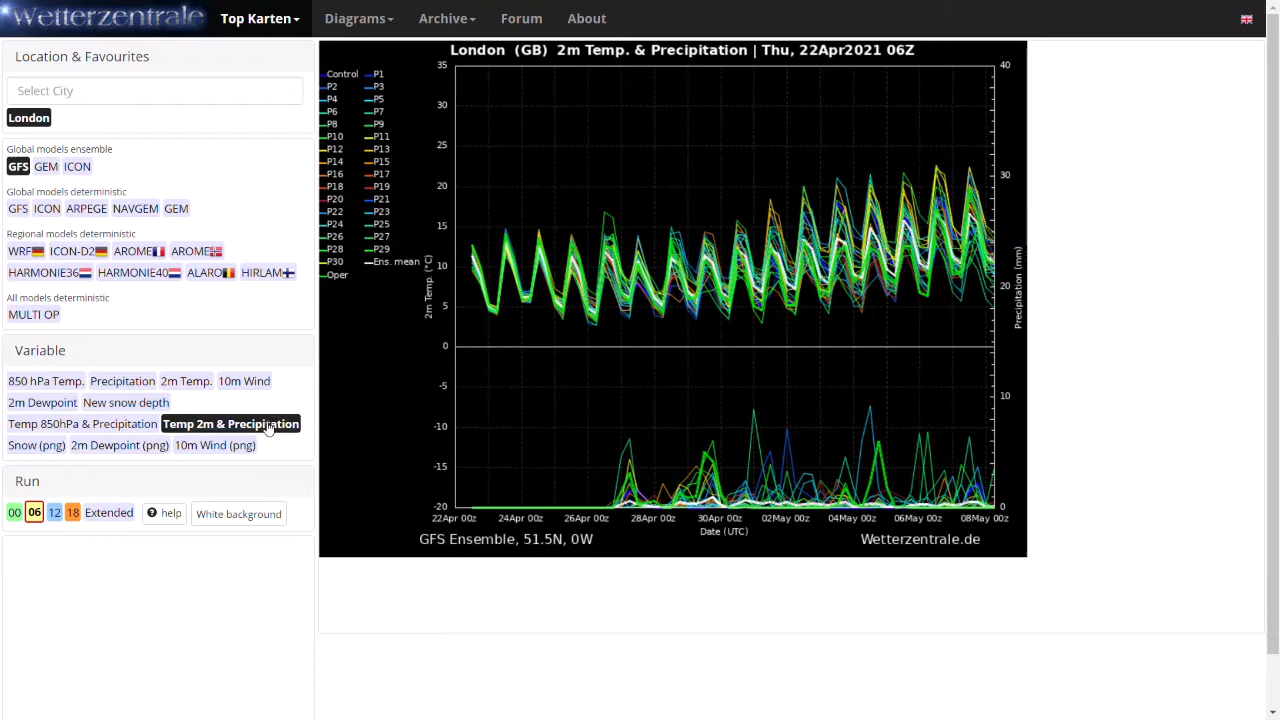 Wetterzentrale
Top Karten
Diagrams
Archive
Forum
About
Location & Favourites
Select City
London
Global models ensemble
GFS GEM ICON
Global models deterministic
GFS ICON ARPEGE NAVGEM GEM
Regional models deterministic
WRF ICON-D2 AROME AROME
HARMONIE36 HARMONIE40 ALARO HIRLAM
All models deterministic
MULTI OP
Variable
850 hPa Temp. Precipitation 2m Temp. 10m Wind
2m Dewpoint New snow depth
Temp 850hPa & Precipitation Temp 2m & Precipitation
Snow (png) 2m Dewpoint (png) 10m Wind (png)
Run
00 06 12 18 Extended help White background
London (GB) 2m Temp. & Precipitation | Thu, 22Apr2021 06Z
Control P1
P2 P3
P4 P5
P6 P7
P8 P9
P10 P11
P12 P13
P14 P15
P16 P17
P18 P19
P20 P21
P22 P23
P24 P25
P26 P27
P28 P29
P30 Ens. mean
Oper
2m Temp. (°C)
35
30
25
20
15
10
5
0
-5
-10
-15
-20
40
30
20
10
0
Precipitation (mm)
22Apr 00z 24Apr 00z 26Apr 00z 28Apr 00z 30Apr 00z 02May 00z 04May 00z 06May 00z 08May 00z
Date (UTC)
GFS Ensemble, 51.5N, 0W
Wetterzentrale.de